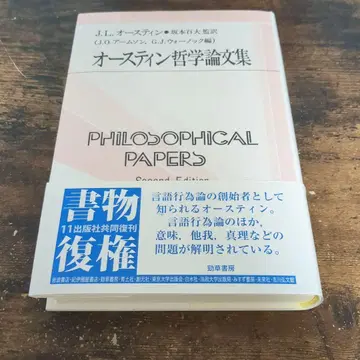 J.L. オースティン●坂本百大 監訳
(J.O.アームソン, G.J.ウォーノック編)
オースティン哲学論文集
PHILOSOPHICAL
PAPERS
Second Edition
書物
11出版社共同復刊
復権
言語行為論の創始者として
知られるオースティン。
言語行為論のほか、
意味、他我、真理などの
問題が解明されている。
勁草書房